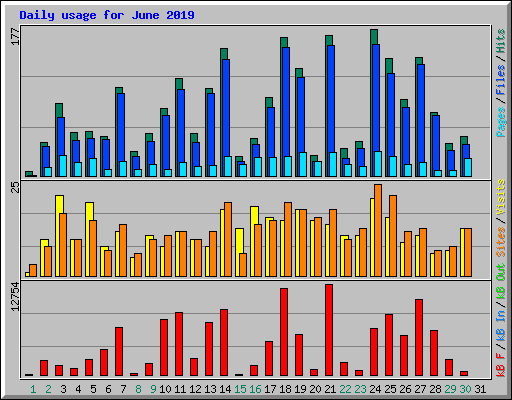 Daily usage for June 2019
177
Pages / Files / Hits
25
Sites / Visits
12754
kB F / kB In / kB Out
1 2 3 4 5 6 7 8 9 10 11 12 13 14 15 16 17 18 19 20 21 22 23 24 25 26 27 28 29 30 31